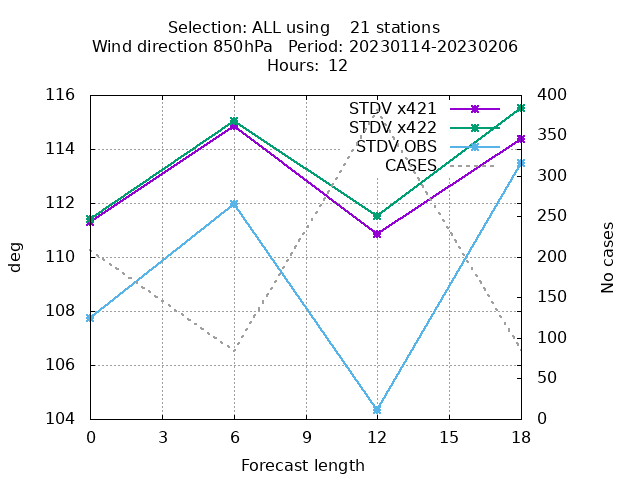 Selection: ALL using    21 stations
Wind direction 850hPa   Period: 20230114-20230206
Hours:  12
116
114
112
110
108
106
104
deg
400
350
300
250
200
150
100
50
0
No cases
STDV x421
STDV x422
STDV OBS
CASES
0
3
6
9
12
15
18
Forecast length